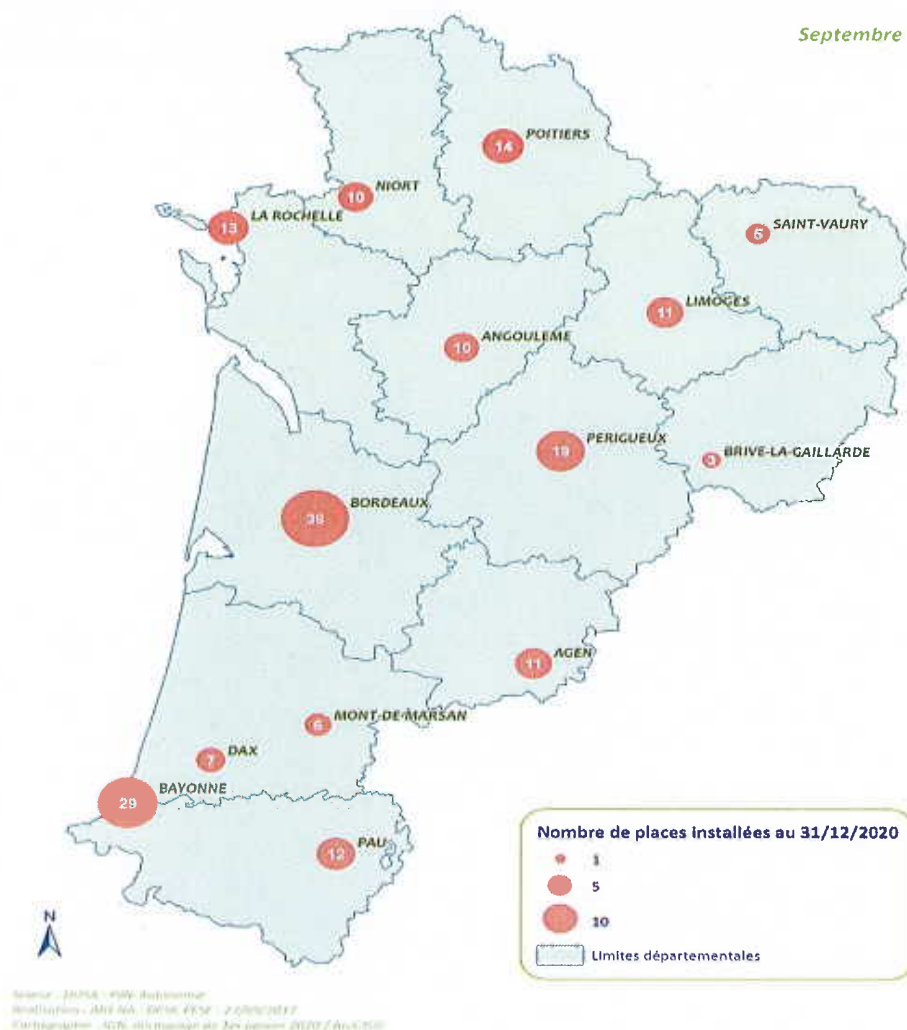 Septembre
POITIERS
14
NIORT
10
LA ROCHELLE
13
SAINT-VAURY
5
LIMOGES
11
ANGOULEME
10
PERIGUEUX
19
BRIVE-LA-GAILLARDE
3
BORDEAUX
AGEN
11
MONT-DE-MARSAN
6
DAX
7
BAYONNE
29
PAU
12
Nombre de places installées au 31/12/2020
1
5
10
Limites départementales
N